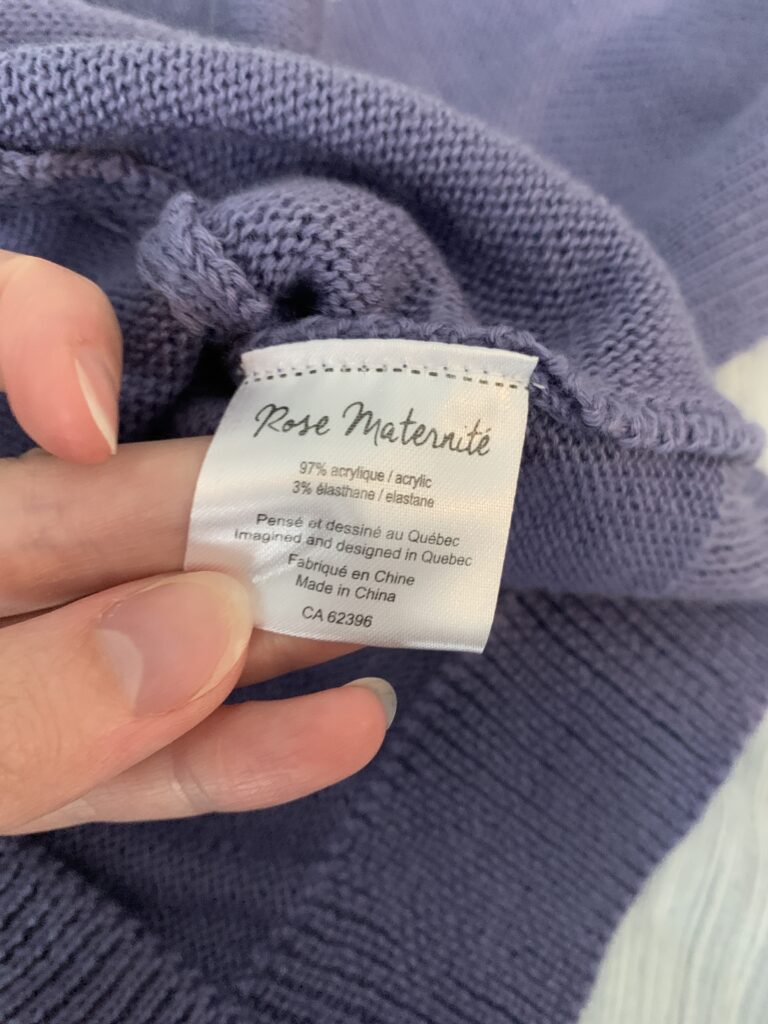 Rose Maternité
97% acrylique / acrylic
3% élasthane / elastane
Pensé et dessiné au Québec
Imagined and designed in Quebec
Fabriqué en Chine
Made in China
CA 62396